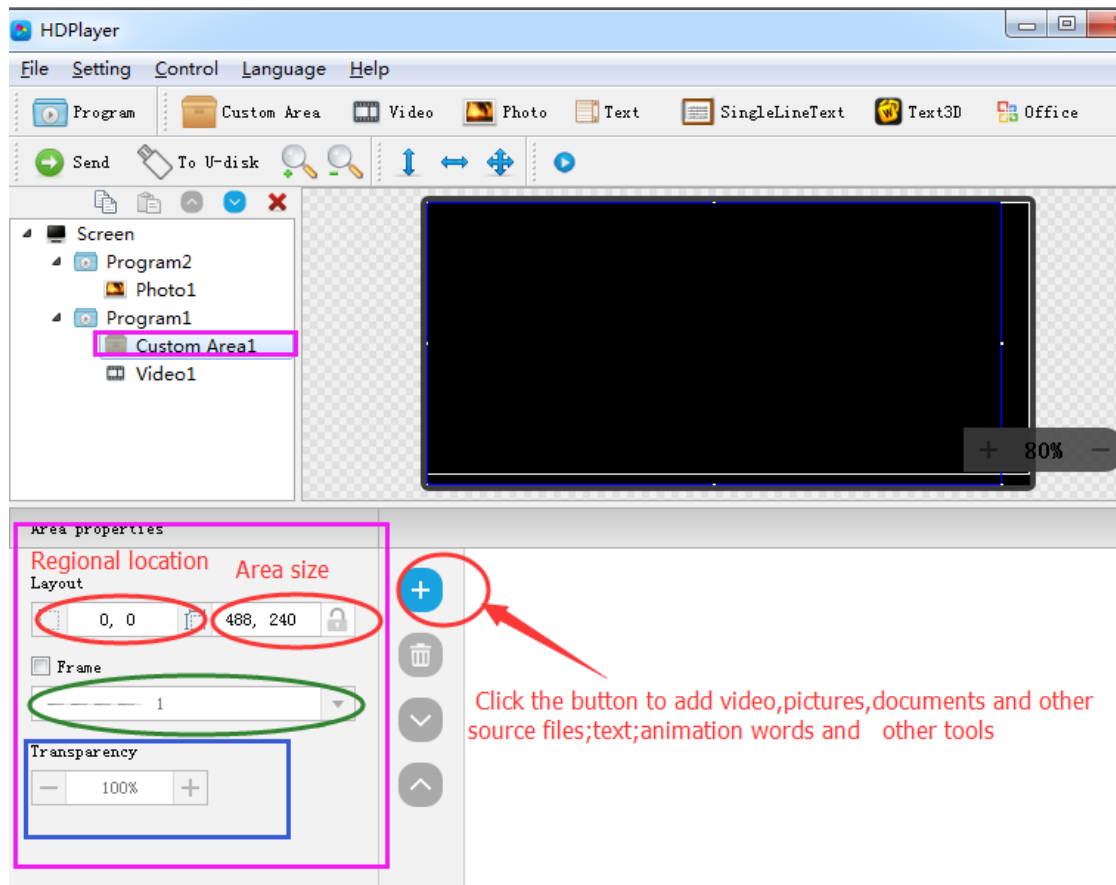 HDPlayer
File Setting Control Language Help
Program Custom Area Video Photo Text SingleLineText Text3D Office
Send To U-disk
Screen
Program2
Photo1
Program1
Custom Area1
Video1
+ 80% −
Area properties
Regional location Area size
Layout
0, 0 488, 240
Frame
1
Click the button to add video,pictures,documents and other
source files;text;animation words and other tools
Transparency
− 100% +